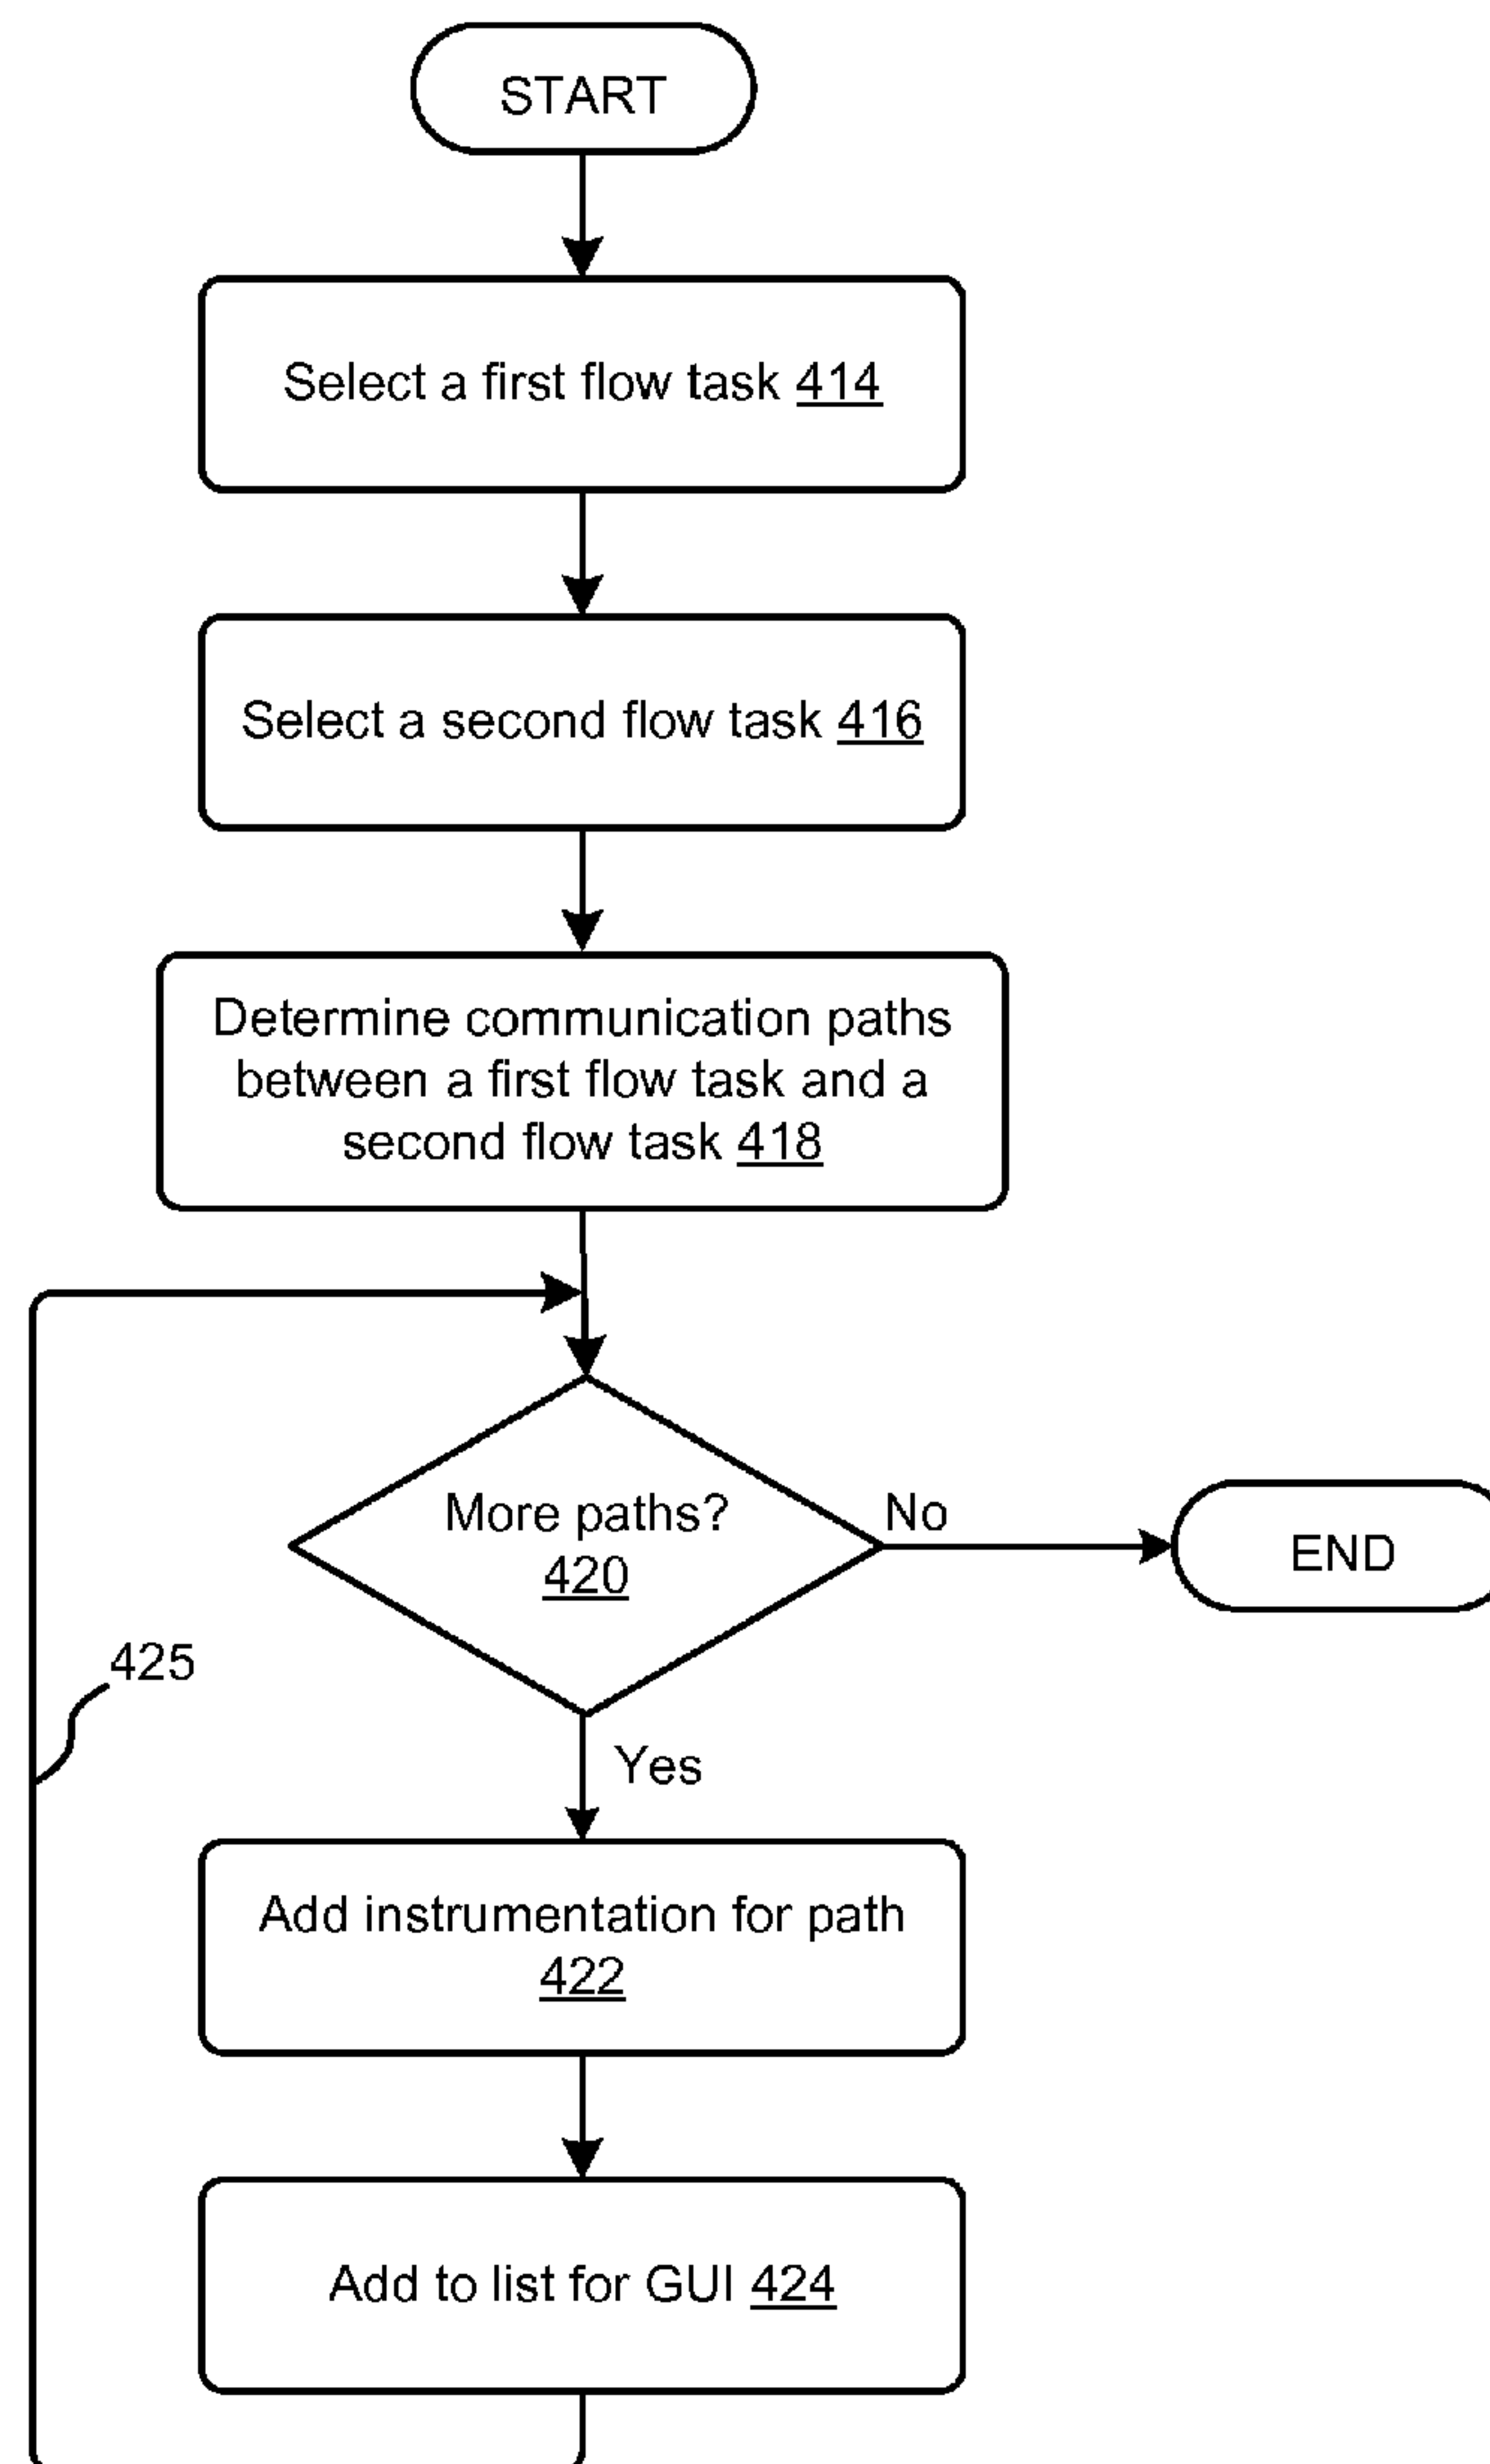 START
Select a first flow task 414
Select a second flow task 416
Determine communication paths
between a first flow task and a
second flow task 418
More paths?
420
No
END
425
Yes
Add instrumentation for path
422
Add to list for GUI 424